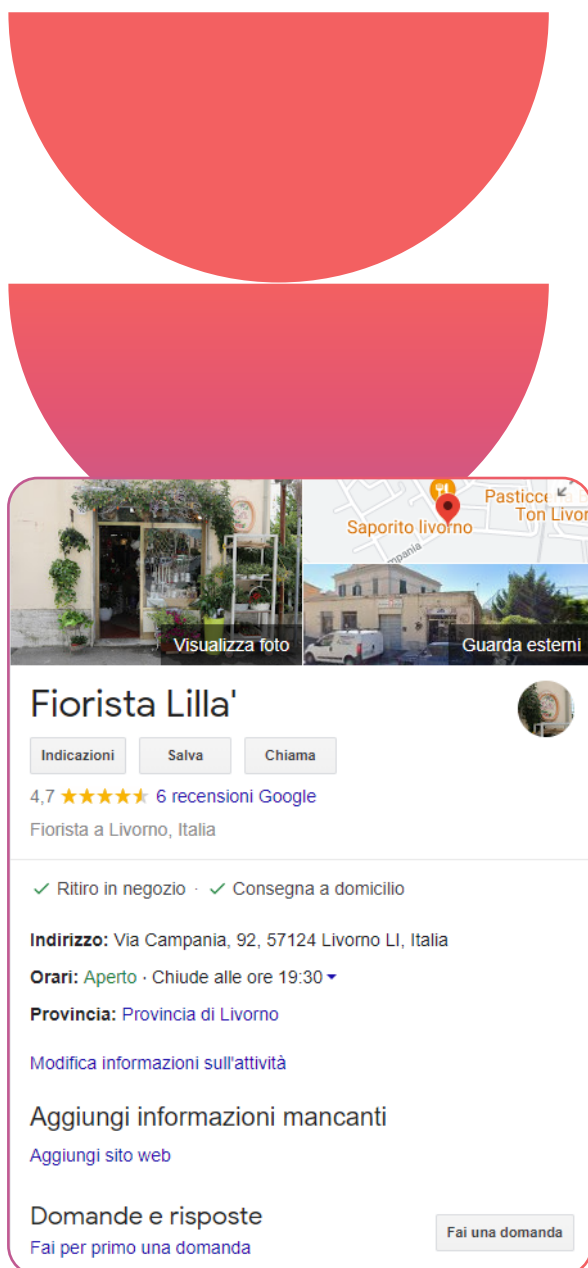 Pasticce
Ton Livor
Saporito livorno
mpania
Visualizza foto
Guarda esterni
Fiorista Lilla'
Indicazioni Salva Chiama
4,7 6 recensioni Google
Fiorista a Livorno, Italia
Ritiro in negozio · Consegna a domicilio
Indirizzo: Via Campania, 92, 57124 Livorno LI, Italia
Orari: Aperto · Chiude alle ore 19:30
Provincia: Provincia di Livorno
Modifica informazioni sull'attività
Aggiungi informazioni mancanti
Aggiungi sito web
Domande e risposte
Fai una domanda
Fai per primo una domanda